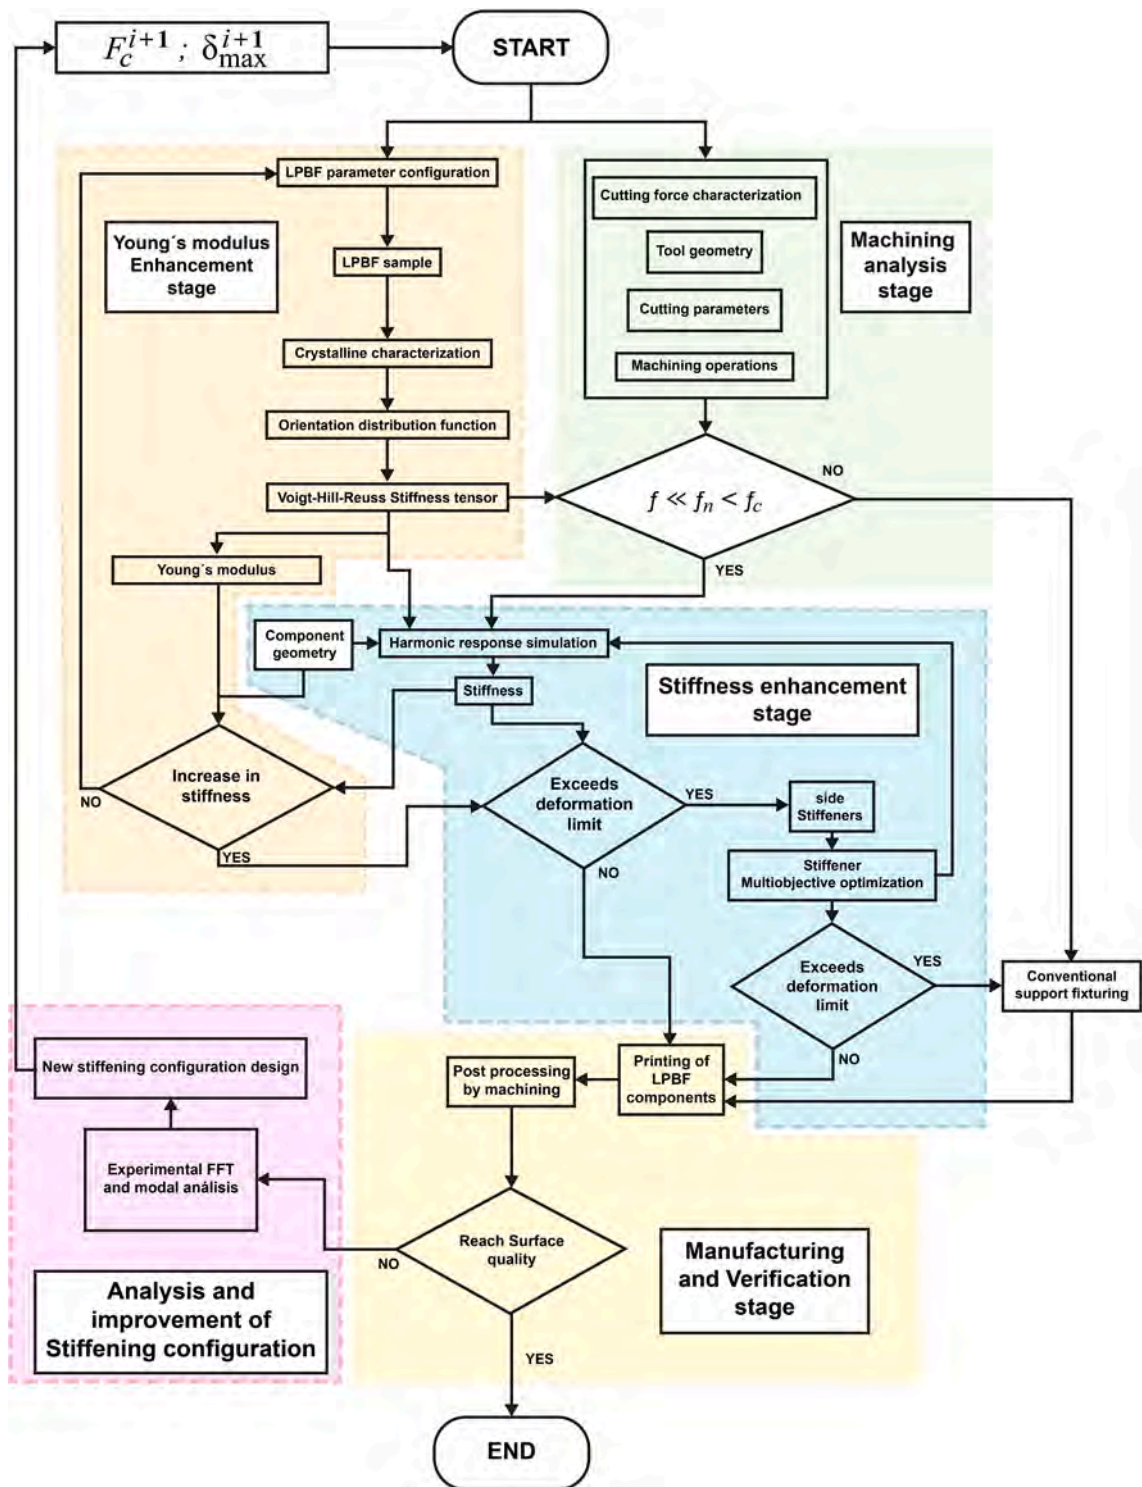 F_c^{i+1} ; δ_max^{i+1}
START
LPBF parameter configuration
Young´s modulus
Enhancement
stage
LPBF sample
Crystalline characterization
Orientation distribution function
Voigt-Hill-Reuss Stiffness tensor
Young´s modulus
Cutting force characterization
Tool geometry
Cutting parameters
Machining operations
Machining
analysis
stage
f ≪ f_n < f_c
NO
YES
Component
geometry
Harmonic response simulation
Stiffness
Stiffness enhancement
stage
Increase in
stiffness
NO
YES
Exceeds
deformation
limit
YES
NO
side
Stiffeners
Stiffener
Multiobjective optimization
Exceeds
deformation
limit
YES
NO
Conventional
support fixturing
Printing of
LPBF
components
Post processing
by machining
New stiffening configuration design
Experimental FFT
and modal análisis
Reach Surface
quality
NO
YES
Manufacturing
and Verification
stage
Analysis and
improvement of
Stiffening configuration
END